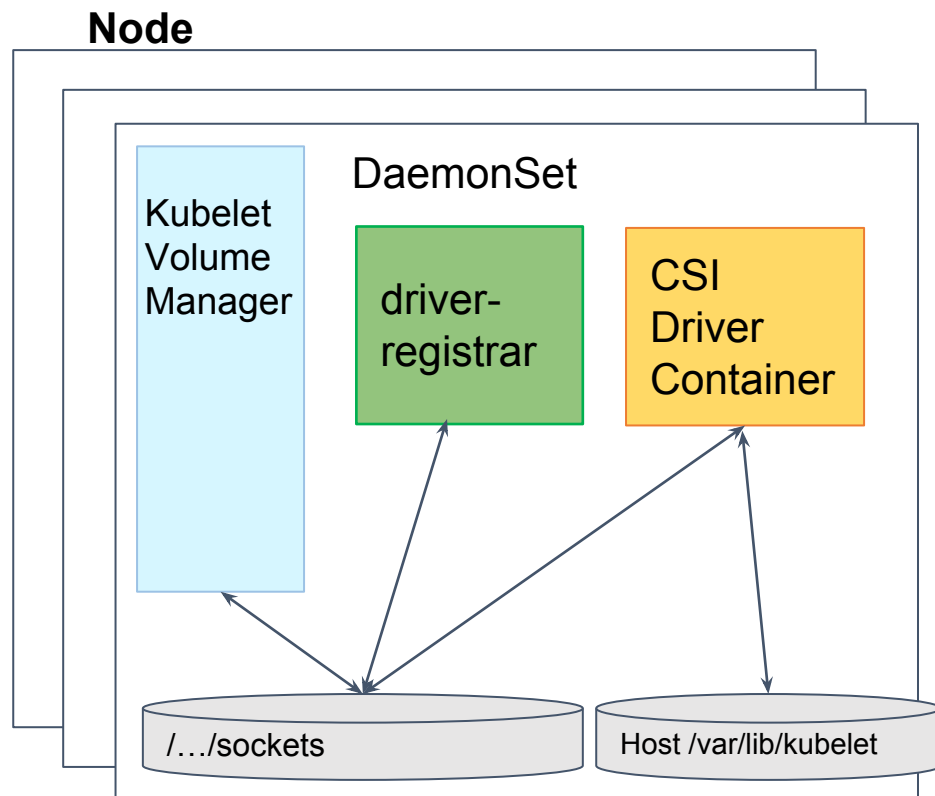 Node
DaemonSet
Kubelet
Volume
Manager
driver-
registrar
CSI
Driver
Container
/…/sockets
Host /var/lib/kubelet